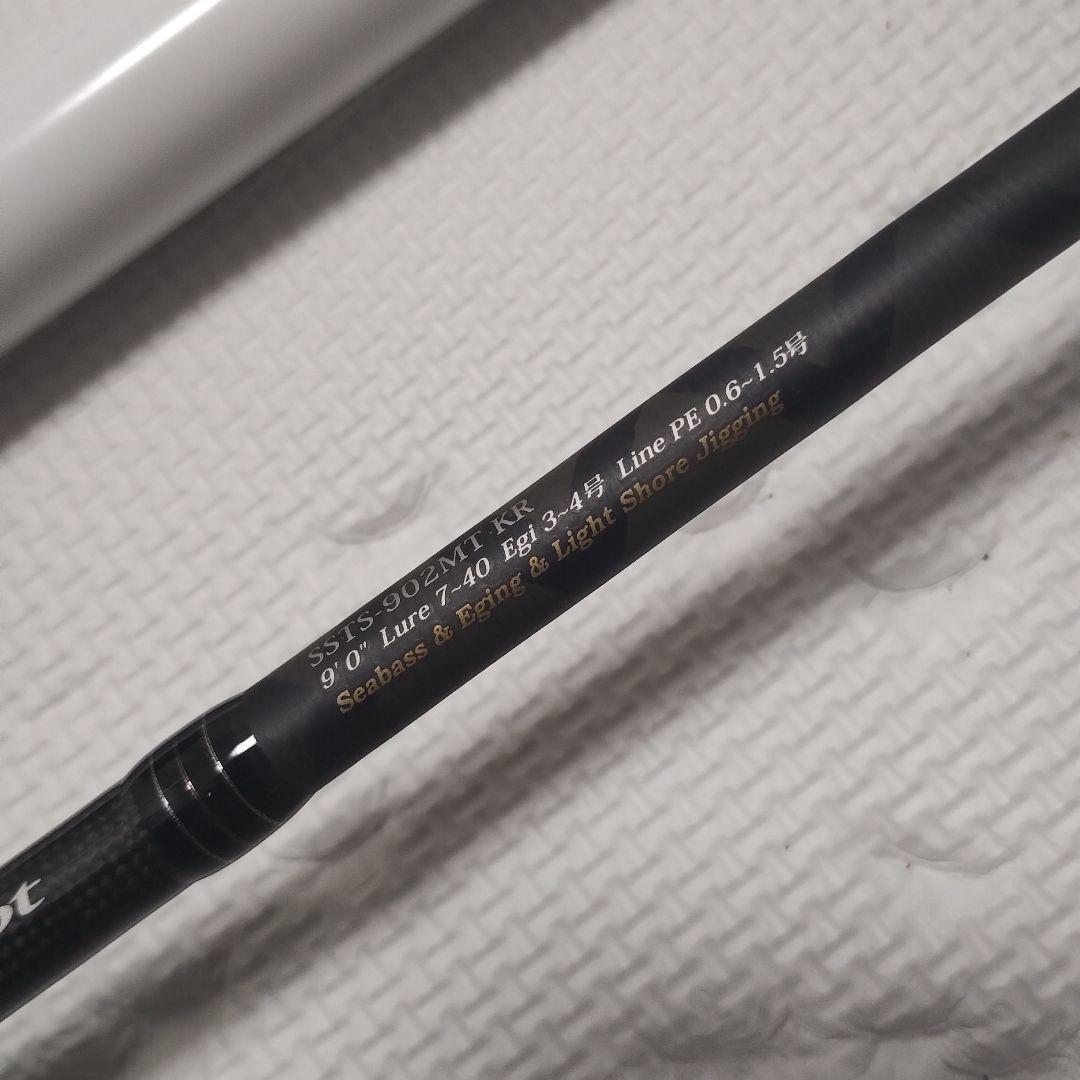 SSTS-902MT KR
9' 0" Lure 7~40 Egi 3~4号 Line PE 0.6~1.5号
Seabass & Eging & Light Shore Jigging